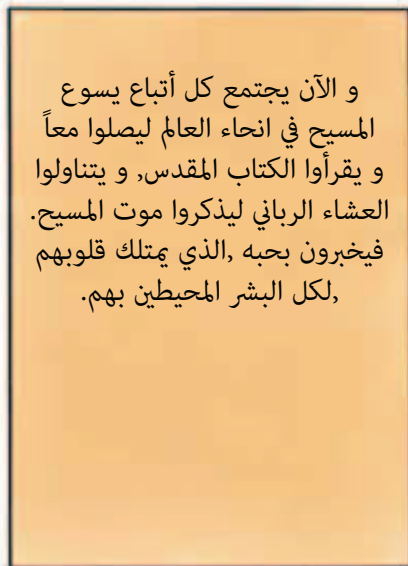 و الآن يجتمع كل أتباع يسوع
المسيح في انحاء العالم ليصلوا معاً
و يقرأوا الكتاب المقدس, و يتناولوا
العشاء الرباني ليذكروا موت المسيح.
فيخبرون بحبه ,الذي يمتلك قلوبهم
,لكل البشر المحيطين بهم.